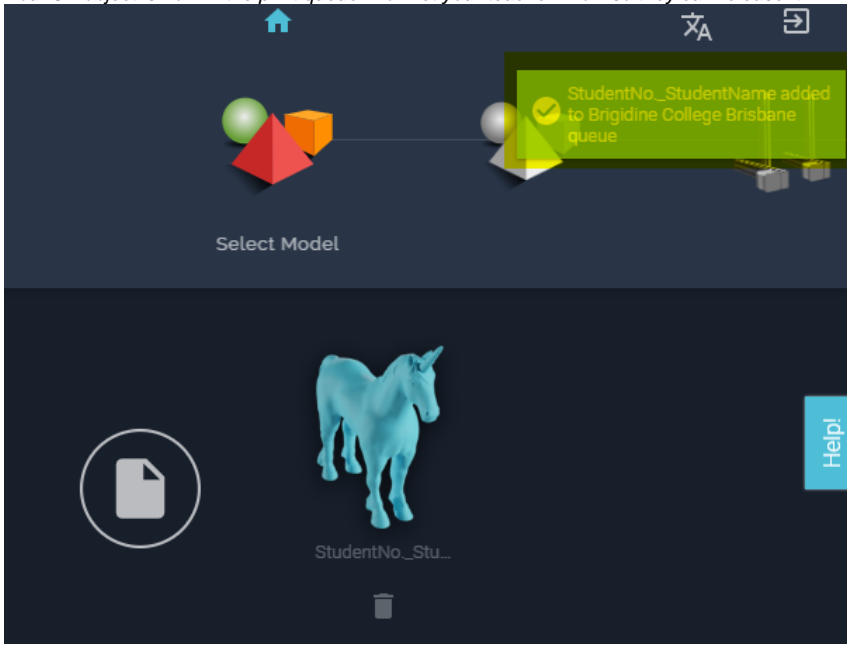 StudentNo._StudentName added
to Brigidine College Brisbane
queue
Select Model
Help!
StudentNo._Stu...